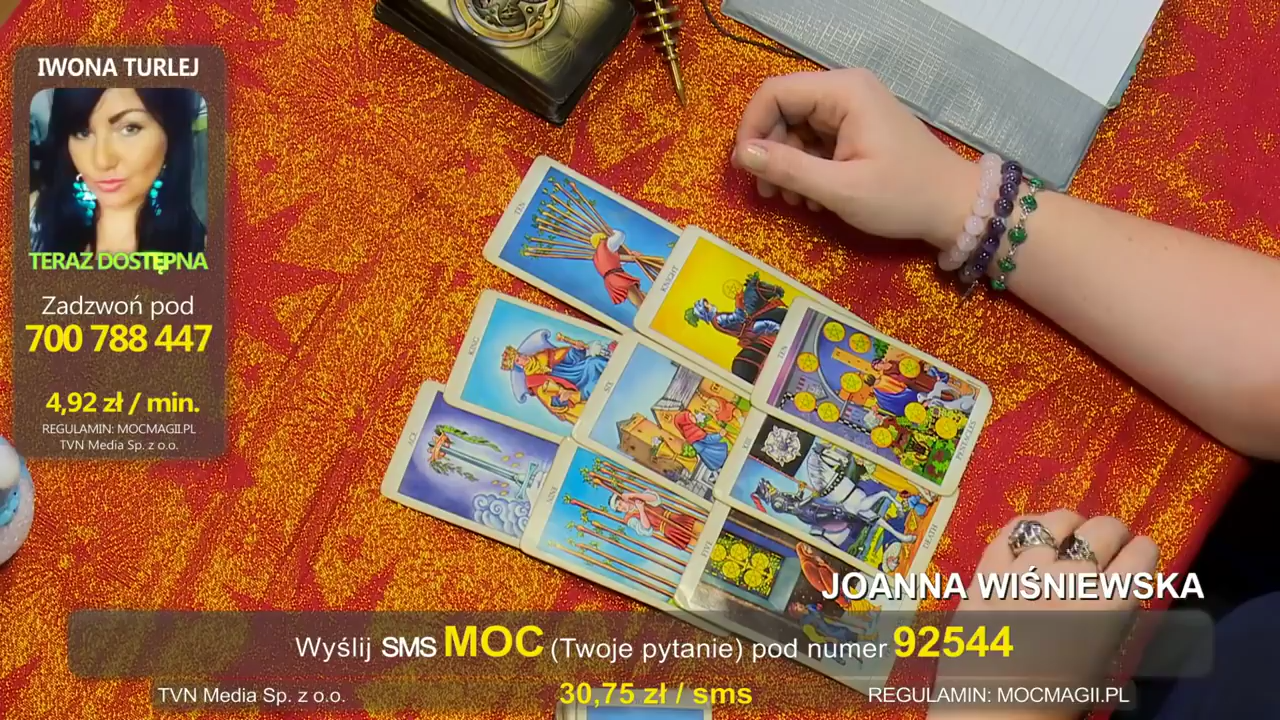 IWONA TURLEJ
TERAZ DOSTĘPNA
Zadzwoń pod
700 788 447
4,92 zł / min.
REGULAMIN: MOCMAGII.PL
TVN Media Sp. z o.o.
TEN
KNIGHT
TEN
PENTACLES
KING
SIX
XIII
DEATH
ACE
NINE
FIVE
JOANNA WIŚNIEWSKA
Wyślij SMS MOC (Twoje pytanie) pod numer 92544
TVN Media Sp. z o.o.
30,75 zł / sms
REGULAMIN: MOCMAGII.PL